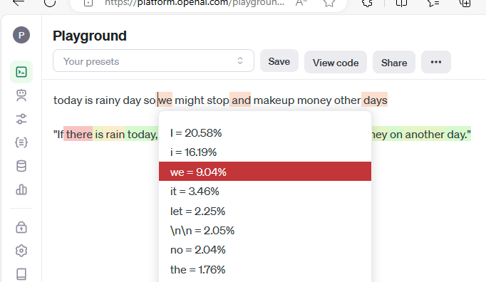 https://platform.openai.com/playgroun...
P
Playground
Your presets
Save
View code
Share
...
today is rainy day so we might stop and makeup money other days
"If there is rain today,
ney on another day."
I = 20.58%
i = 16.19%
we = 9.04%
it = 3.46%
let = 2.25%
\n\n = 2.05%
no = 2.04%
the = 1.76%